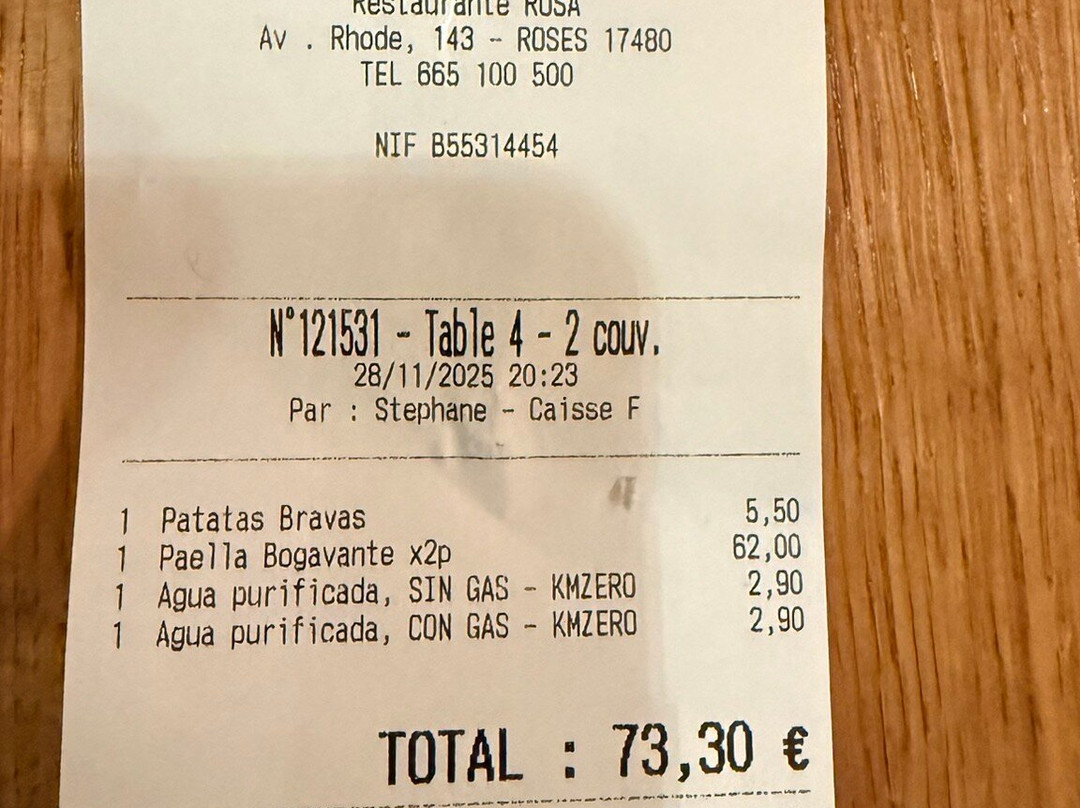 Restaurante ROSA
Av . Rhode, 143 - ROSES 17480
TEL 665 100 500
NIF B55314454
N°121531 - Table 4 - 2 couv.
28/11/2025 20:23
Par : Stephane - Caisse F
1 Patatas Bravas 5,50
1 Paella Bogavante x2p 62,00
1 Agua purificada, SIN GAS - KMZERO 2,90
1 Agua purificada, CON GAS - KMZERO 2,90
TOTAL : 73,30 €